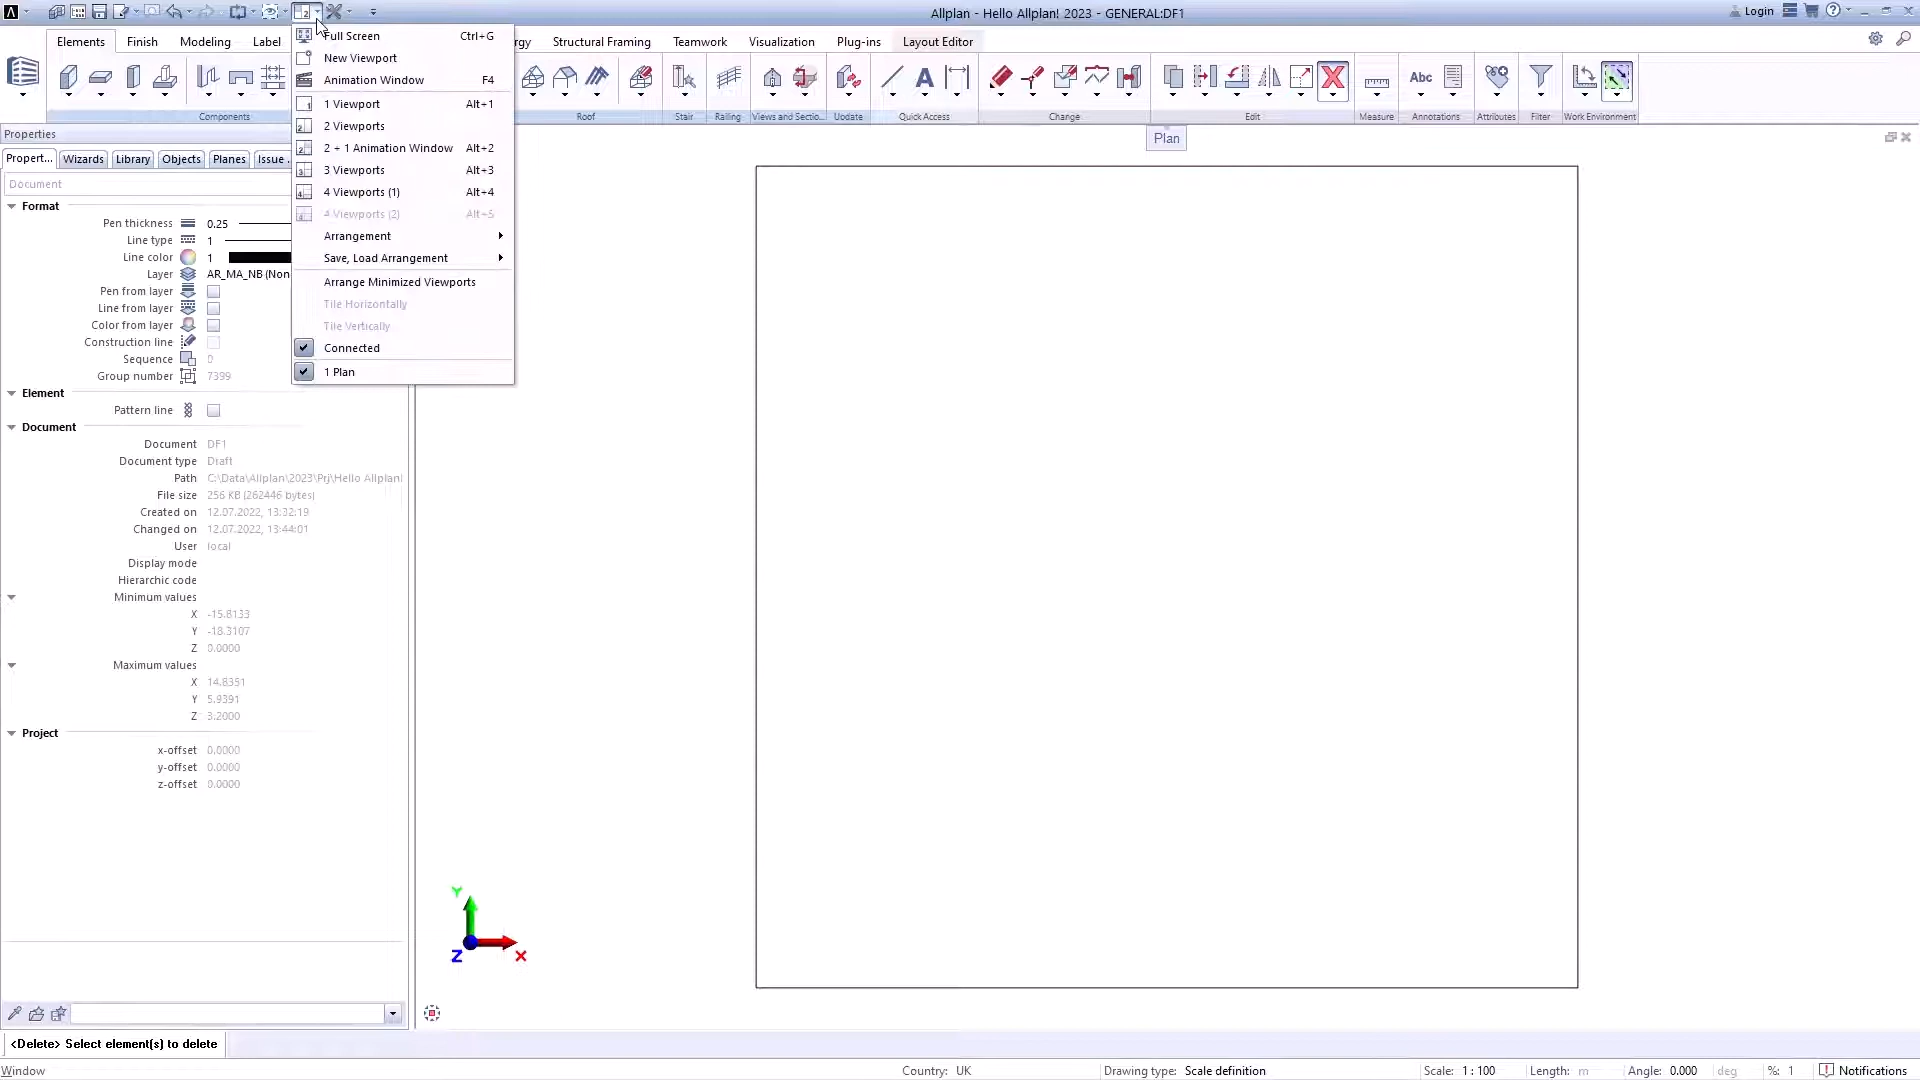 Allplan - Hello Allplan! 2023 - GENERAL:DF1
Login
Elements Finish Modeling Label rgy Structural Framing Teamwork Visualization Plug-ins Layout Editor
Full Screen Ctrl+G
New Viewport
Animation Window F4
1 Viewport Alt+1
2 Viewports
2 + 1 Animation Window Alt+2
3 Viewports Alt+3
4 Viewports (1) Alt+4
4 Viewports (2) Alt+5
Arrangement
Save, Load Arrangement
Arrange Minimized Viewports
Tile Horizontally
Tile Vertically
Connected
1 Plan
Abc
Components Roof Stair Railing Views and Sectio... Update Quick Access Change Edit Measure Annotations Attributes Filter Work Environment
Properties
Plan
Propert... Wizards Library Objects Planes Issue .
Document
Format
Pen thickness 0.25
Line type 1
Line color 1
Layer AR_MA_NB (Non
Pen from layer
Line from layer
Color from layer
Construction line
Sequence 0
Group number 7399
Element
Pattern line
Document
Document DF1
Document type Draft
Path C:\Data\Allplan\2023\Prj\Hello Allplan!
File size 256 KB (262446 bytes)
Created on 12.07.2022, 13:32:19
Changed on 12.07.2022, 13:44:01
User local
Display mode
Hierarchic code
Minimum values
X -15.8133
Y -18.3107
Z 0.0000
Maximum values
X 14.8351
Y 5.9391
Z 3.2000
Project
x-offset 0.0000
y-offset 0.0000
z-offset 0.0000
Y
Z X
<Delete> Select element(s) to delete
Window Country: UK Drawing type: Scale definition Scale: 1:100 Length: m Angle: 0.000 deg %: 1 Notifications